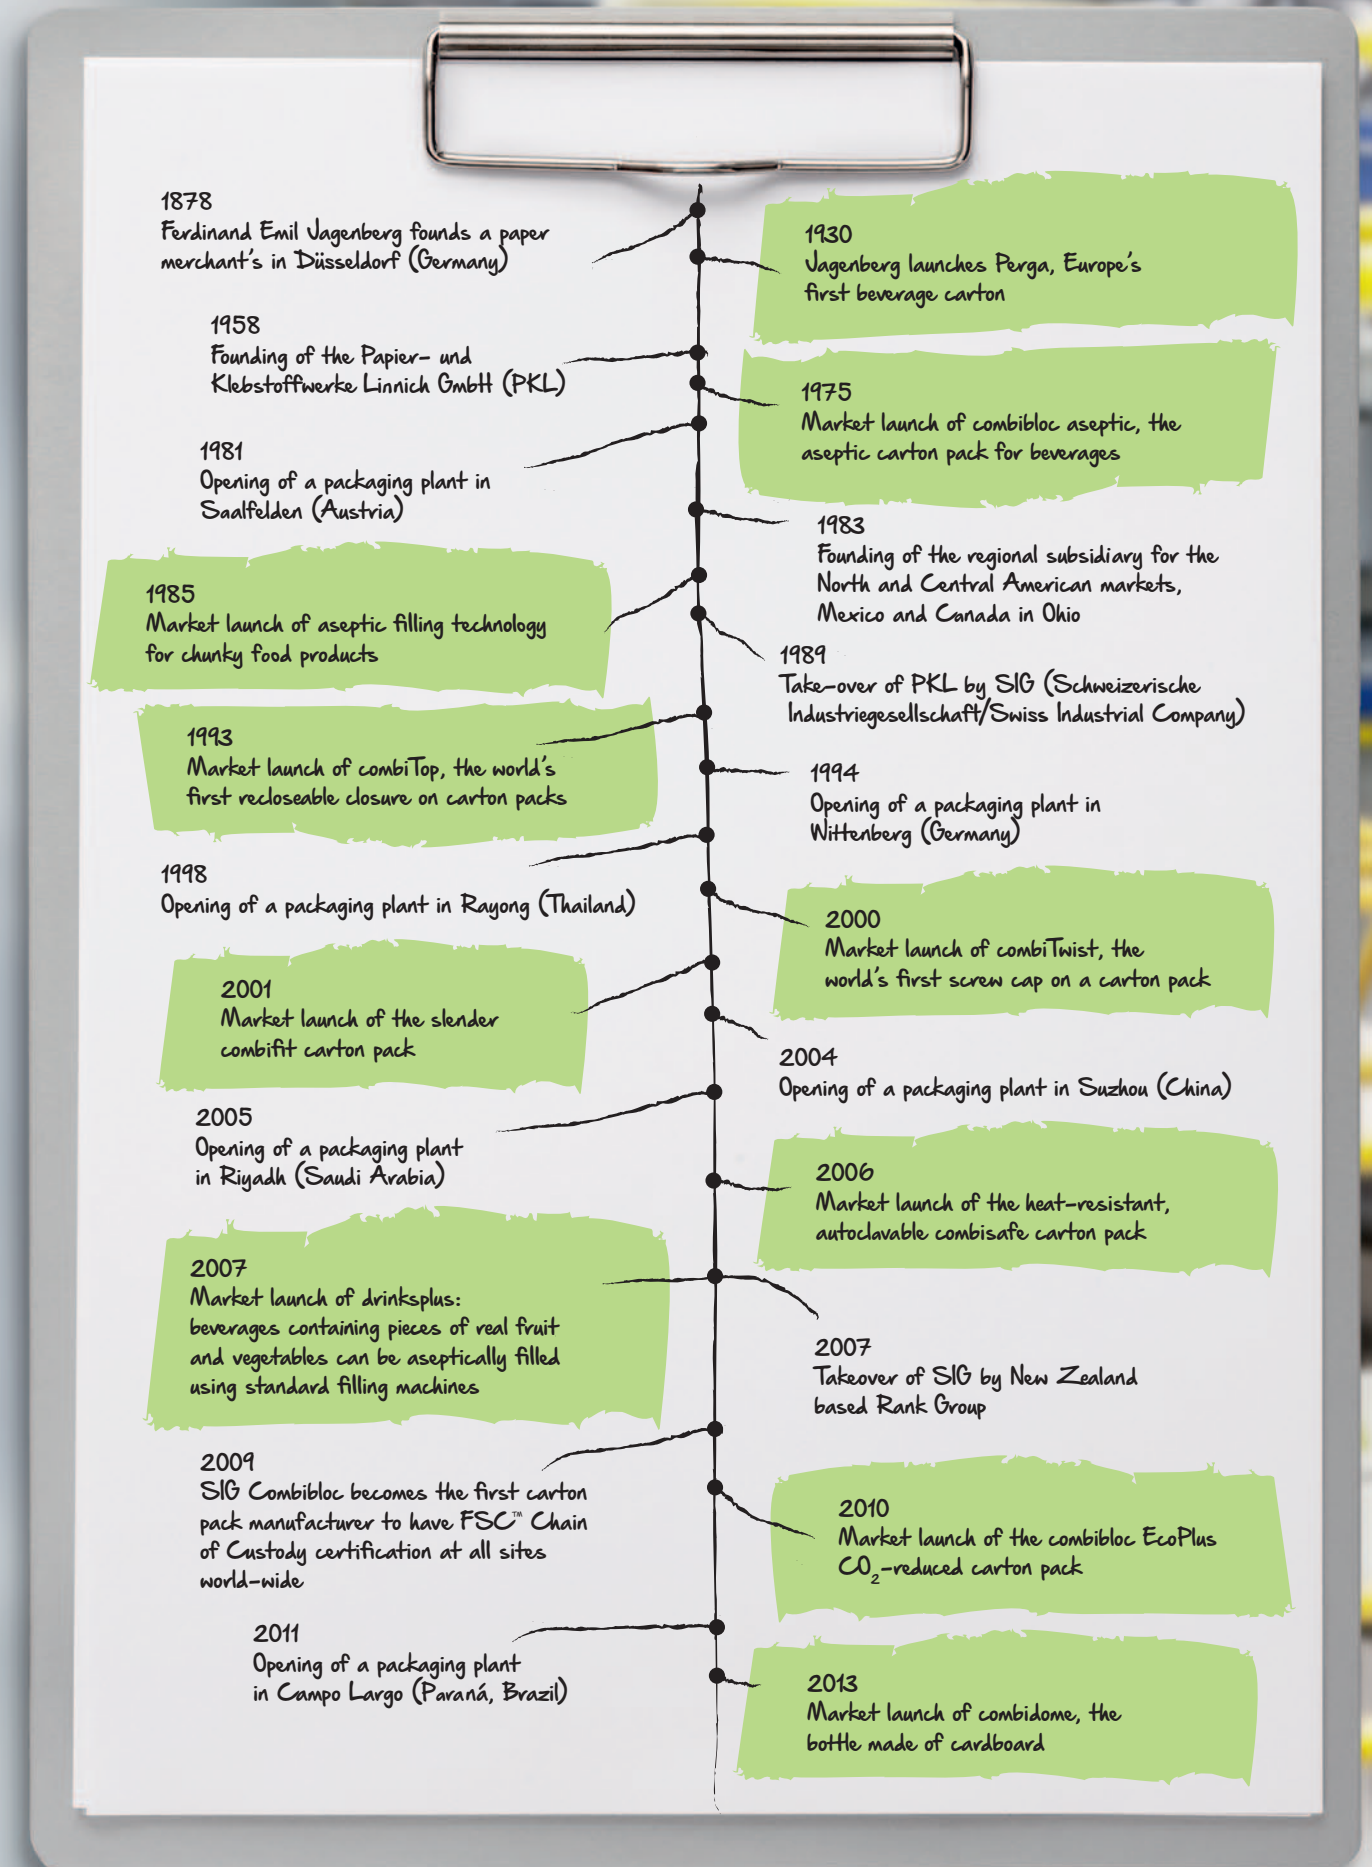 1878
Ferdinand Emil Jagenberg founds a paper
merchant's in Düsseldorf (Germany)
1930
Jagenberg launches Perga, Europe's
first beverage carton
1958
Founding of the Papier- und
Klebstoffwerke Linnich GmbH (PKL)
1975
Market launch of combibloc aseptic, the
aseptic carton pack for beverages
1981
Opening of a packaging plant in
Saalfelden (Austria)
1983
Founding of the regional subsidiary for the
North and Central American markets,
Mexico and Canada in Ohio
1985
Market launch of aseptic filling technology
for chunky food products
1989
Take-over of PKL by SIG (Schweizerische
Industriegesellschaft/Swiss Industrial Company)
1993
Market launch of combiTop, the world's
first recloseable closure on carton packs
1994
Opening of a packaging plant in
Wittenberg (Germany)
1998
Opening of a packaging plant in Rayong (Thailand)
2000
Market launch of combiTwist, the
world's first screw cap on a carton pack
2001
Market launch of the slender
combifit carton pack
2004
Opening of a packaging plant in Suzhou (China)
2005
Opening of a packaging plant
in Riyadh (Saudi Arabia)
2006
Market launch of the heat-resistant,
autoclavable combisafe carton pack
2007
Market launch of drinksplus:
beverages containing pieces of real fruit
and vegetables can be aseptically filled
using standard filling machines
2007
Takeover of SIG by New Zealand
based Rank Group
2009
SIG Combibloc becomes the first carton
pack manufacturer to have FSC™ Chain
of Custody certification at all sites
world-wide
2010
Market launch of the combibloc EcoPlus
CO₂-reduced carton pack
2011
Opening of a packaging plant
in Campo Largo (Paraná, Brazil)
2013
Market launch of combidome, the
bottle made of cardboard